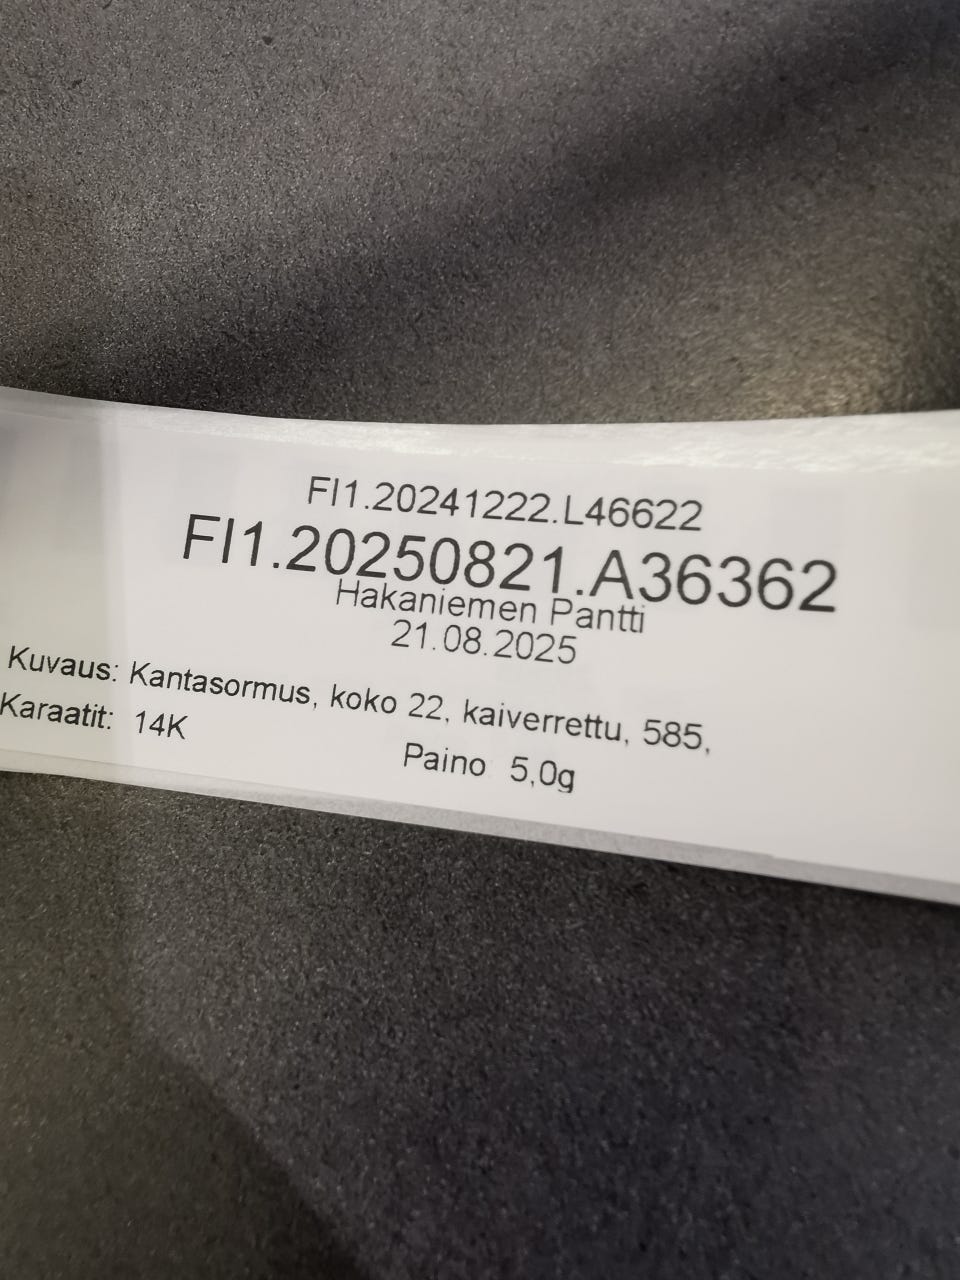 FI1.20241222.L46622
FI1.20250821.A36362
Hakaniemen Pantti
21.08.2025
Kuvaus: Kantasormus, koko 22, kaiverrettu, 585,
Karaatit: 14K
Paino 5,0g